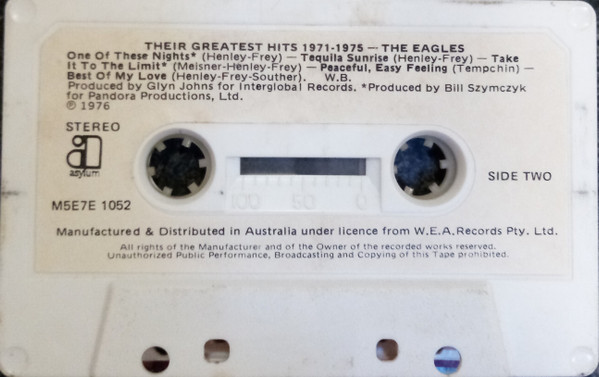 THEIR GREATEST HITS 1971-1975 — THE EAGLES
One Of These Nights* (Henley-Frey) — Tequila Sunrise (Henley-Frey) — Take
It To The Limit* (Meisner-Henley-Frey) — Peaceful, Easy Feeling (Tempchin) —
Best Of My Love (Henley-Frey-Souther). W.B.
Produced by Glyn Johns for Interglobal Records. *Produced by Bill Szymczyk
for Pandora Productions, Ltd.
℗ 1976
STEREO
a
asylum
100 50 0
SIDE TWO
M5E7E 1052
Manufactured & Distributed in Australia under licence from W.E.A. Records Pty. Ltd.
All rights of the Manufacturer and of the Owner of the recorded works reserved.
Unauthorized Public Performance, Broadcasting and Copying of this Tape prohibited.